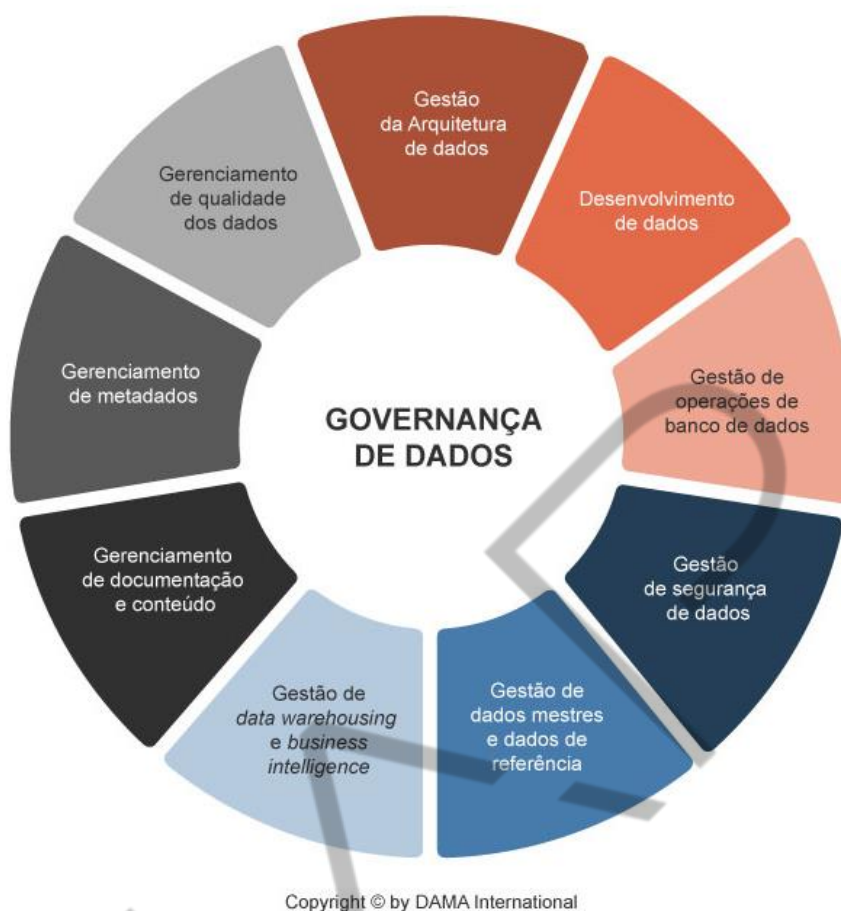 Gestão
da Arquitetura
de dados
Desenvolvimento
de dados
Gestão de
operações de
banco de dados
Gestão
de segurança
de dados
Gestão de
dados mestres
e dados de
referência
Gestão de
data warehousing
e business
intelligence
Gerenciamento
de documentação
e conteúdo
Gerenciamento
de metadados
Gerenciamento
de qualidade
dos dados
GOVERNANÇA
DE DADOS
Copyright © by DAMA International